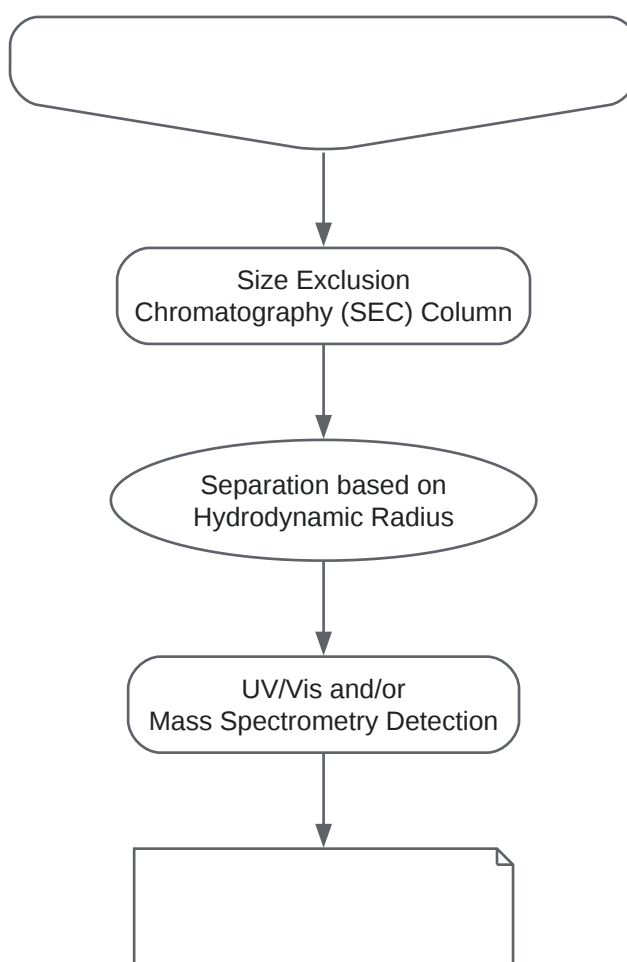 Size Exclusion
Chromatography (SEC) Column
Separation based on
Hydrodynamic Radius
UV/Vis and/or
Mass Spectrometry Detection